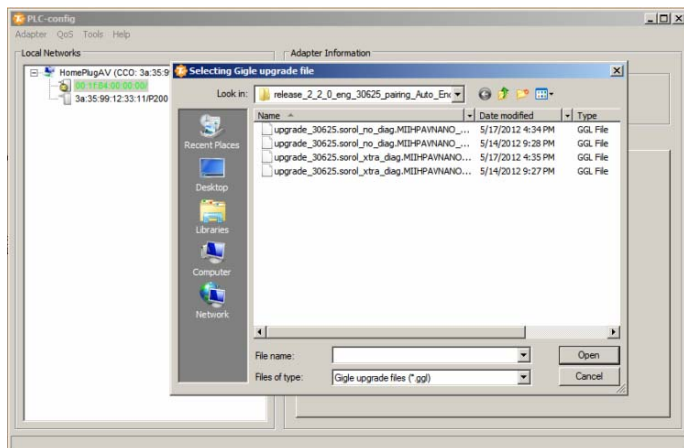 PLC-config
Adapter QoS Tools Help
Local Networks
Adapter Information
HomePlugAV (CCO: 3a:35:9
00:1f:84:00:00:00/
3a:35:99:12:33:11/P200
Selecting Gigle upgrade file
Look in: release_2_2_0_eng_30625_pairing_Auto_Enc
Name Date modified Type
upgrade_30625.sorol_no_diag.MIIHPAVNANO_... 5/17/2012 4:34 PM GGL File
upgrade_30625.sorol_no_diag.MIIHPAVNANO... 5/14/2012 9:28 PM GGL File
upgrade_30625.sorol_xtra_diag.MIIHPAVNANO... 5/17/2012 4:35 PM GGL File
upgrade_30625.sorol_xtra_diag.MIIHPAVNANO... 5/14/2012 9:27 PM GGL File
Recent Places
Desktop
Libraries
Computer
Network
File name: Open
Files of type: Gigle upgrade files (*.ggl) Cancel